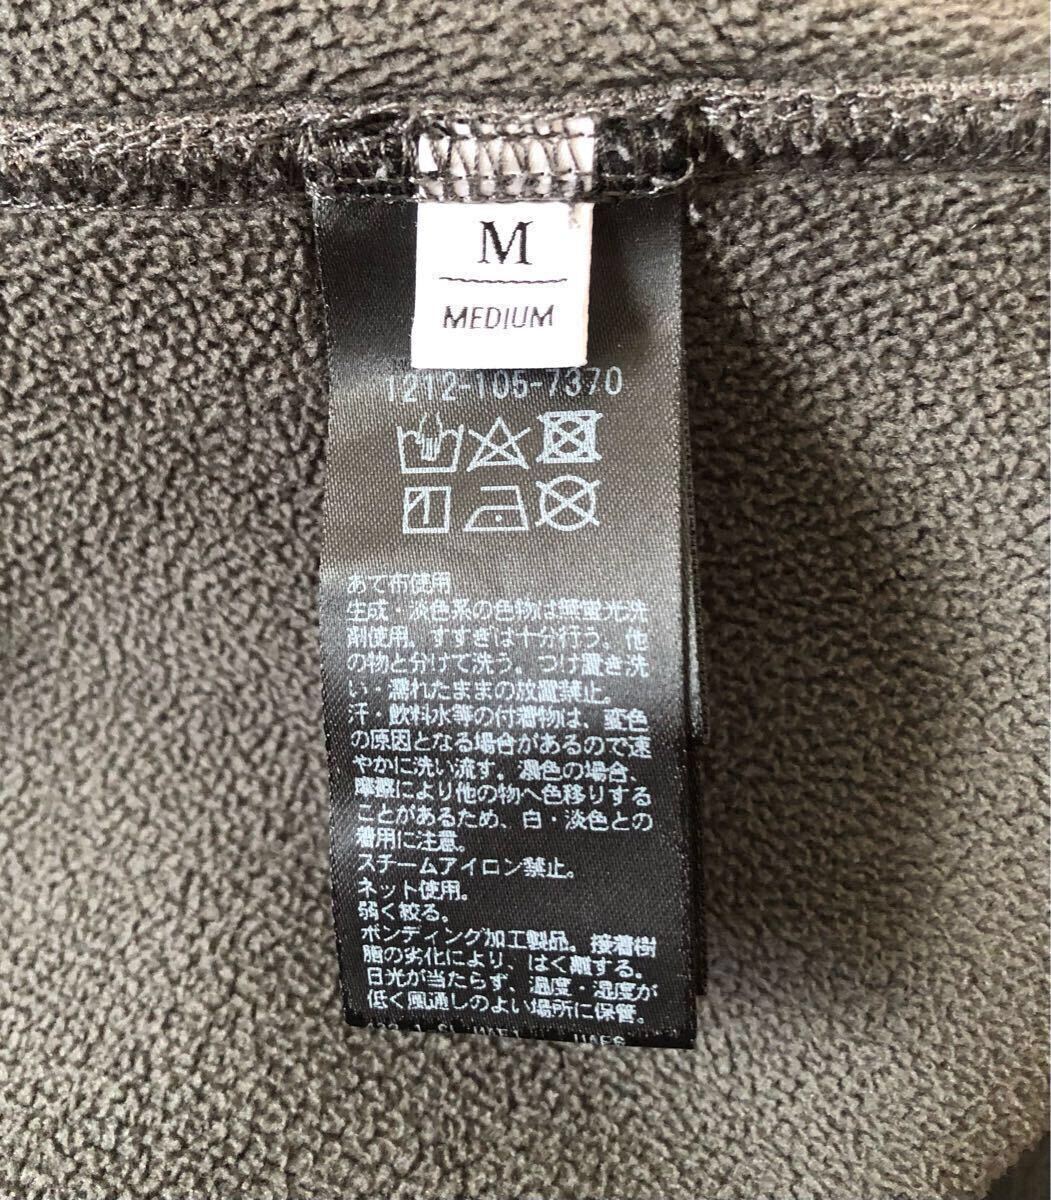 M
MEDIUM
1212-105-7370
あて布使用
生成・淡色系の色物は無蛍光洗
剤使用。すすぎは十分行う。他
の物と分けて洗う。つけ置き洗
い・濡れたままの放置禁止。
汗・飲料水等の付着物は、変色
の原因となる場合があるので速
やかに洗い流す。濃色の場合、
摩擦により他の物へ色移りする
ことがあるため、白・淡色との
着用に注意。
スチームアイロン禁止。
ネット使用。
弱く絞る。
ボンディング加工製品。接着樹
脂の劣化により、はく離する。
日光が当たらず、温度・湿度が
低く風通しのよい場所に保管。